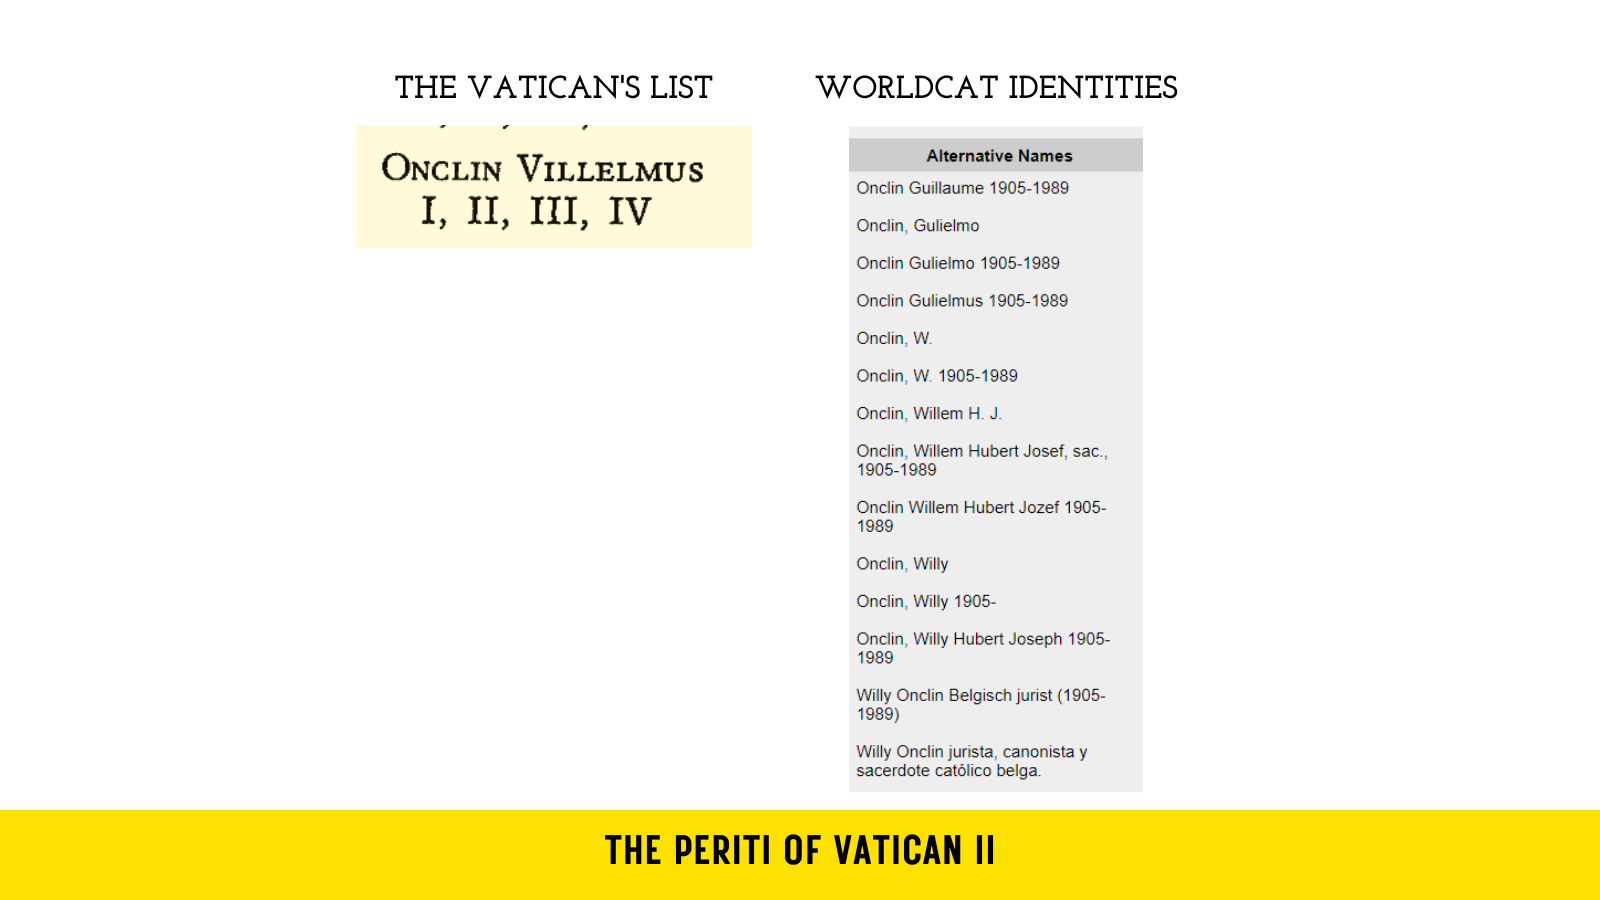 THE VATICAN'S LIST
ONCLIN VILLELMUS
I, II, III, IV
WORLDCAT IDENTITIES
Alternative Names
Onclin Guillaume 1905-1989
Onclin, Gulielmo
Onclin Gulielmo 1905-1989
Onclin Gulielmus 1905-1989
Onclin, W.
Onclin, W. 1905-1989
Onclin, Willem H. J.
Onclin, Willem Hubert Josef, sac.,
1905-1989
Onclin Willem Hubert Jozef 1905-
1989
Onclin, Willy
Onclin, Willy 1905-
Onclin, Willy Hubert Joseph 1905-
1989
Willy Onclin Belgisch jurist (1905-
1989)
Willy Onclin jurista, canonista y
sacerdote católico belga.
THE PERITI OF VATICAN II